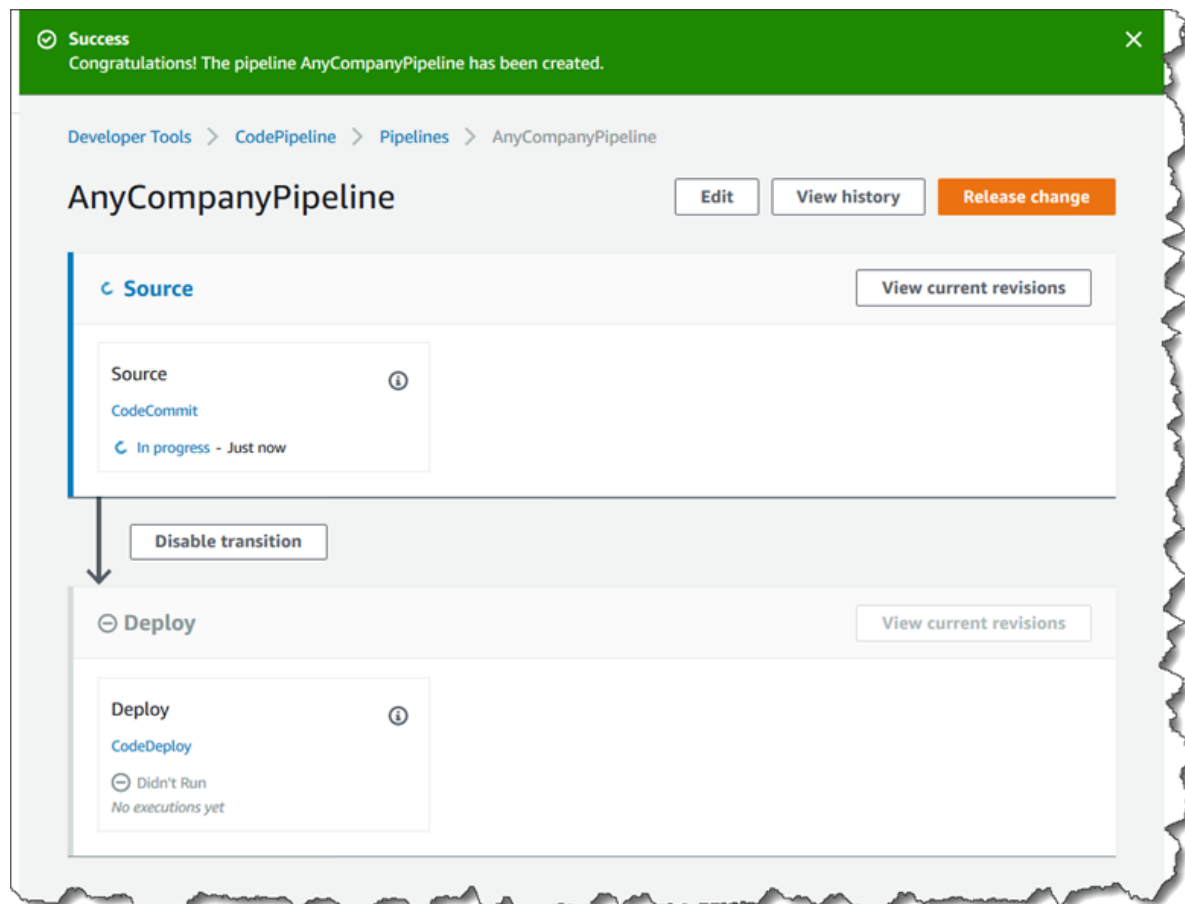 Success
Congratulations! The pipeline AnyCompanyPipeline has been created.
Developer Tools > CodePipeline > Pipelines > AnyCompanyPipeline
AnyCompanyPipeline
Edit
View history
Release change
Source
View current revisions
Source
CodeCommit
In progress - Just now
Disable transition
Deploy
View current revisions
Deploy
CodeDeploy
Didn't Run
No executions yet